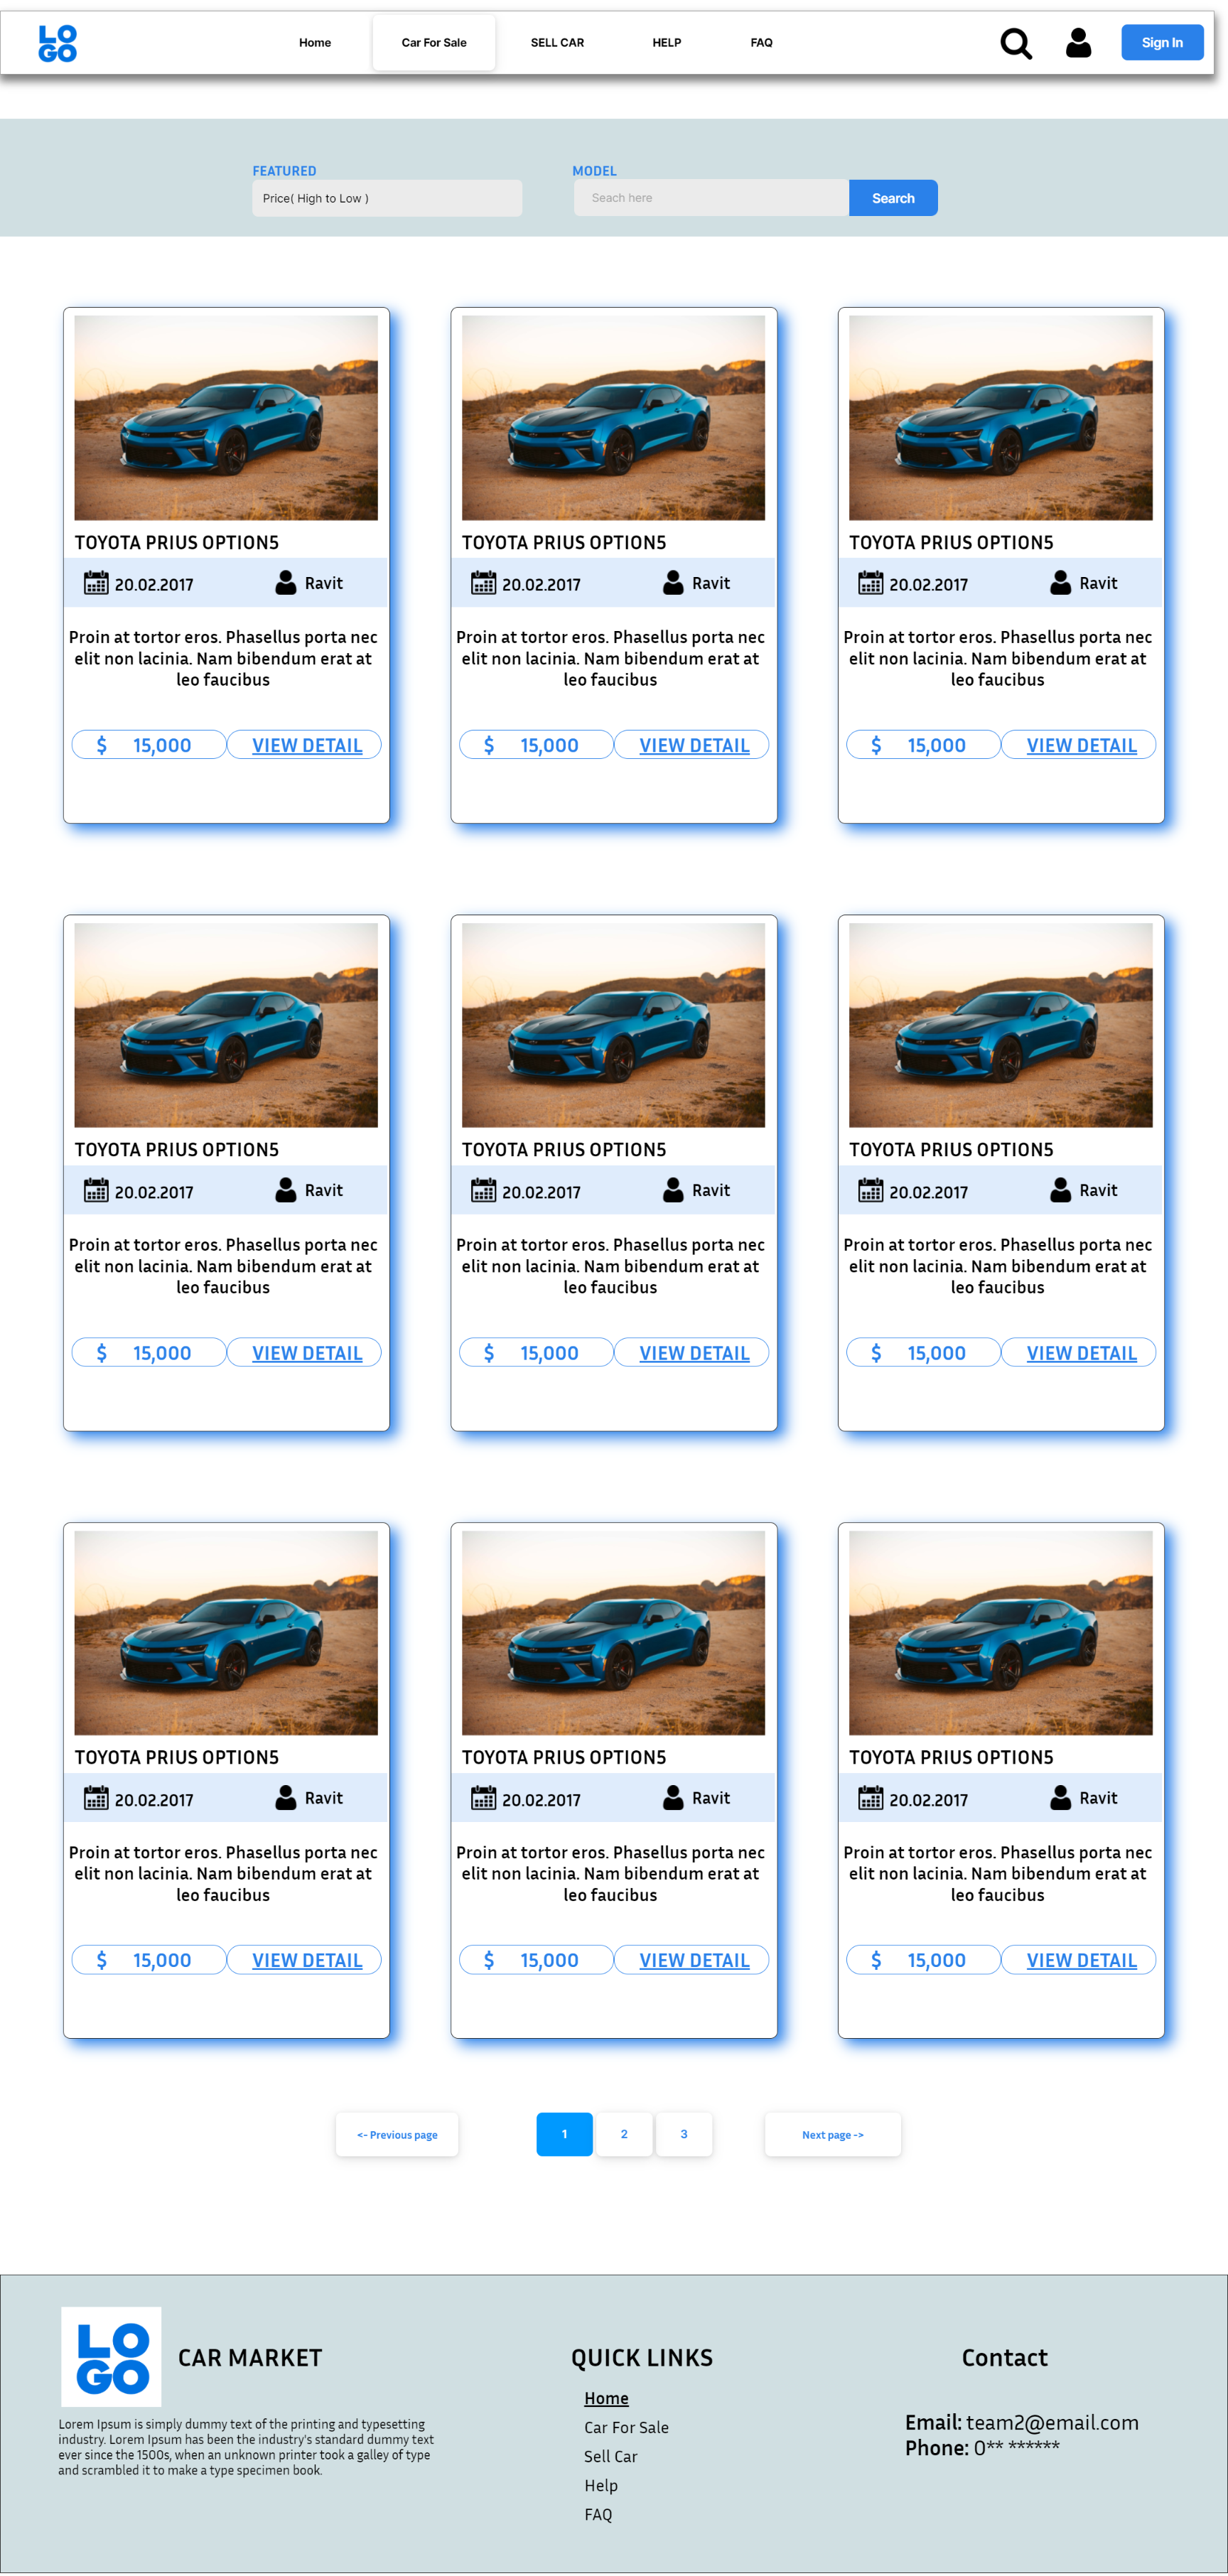 LO
GO
Home Car For Sale SELL CAR HELP FAQ Sign In
FEATURED MODEL
Price( High to Low ) Seach here Search
TOYOTA PRIUS OPTION5 TOYOTA PRIUS OPTION5 TOYOTA PRIUS OPTION5
20.02.2017 Ravit 20.02.2017 Ravit 20.02.2017 Ravit
Proin at tortor eros. Phasellus porta nec Proin at tortor eros. Phasellus porta nec Proin at tortor eros. Phasellus porta nec
elit non lacinia. Nam bibendum erat at elit non lacinia. Nam bibendum erat at elit non lacinia. Nam bibendum erat at
leo faucibus leo faucibus leo faucibus
$ 15,000 VIEW DETAIL $ 15,000 VIEW DETAIL $ 15,000 VIEW DETAIL
TOYOTA PRIUS OPTION5 TOYOTA PRIUS OPTION5 TOYOTA PRIUS OPTION5
20.02.2017 Ravit 20.02.2017 Ravit 20.02.2017 Ravit
Proin at tortor eros. Phasellus porta nec Proin at tortor eros. Phasellus porta nec Proin at tortor eros. Phasellus porta nec
elit non lacinia. Nam bibendum erat at elit non lacinia. Nam bibendum erat at elit non lacinia. Nam bibendum erat at
leo faucibus leo faucibus leo faucibus
$ 15,000 VIEW DETAIL $ 15,000 VIEW DETAIL $ 15,000 VIEW DETAIL
TOYOTA PRIUS OPTION5 TOYOTA PRIUS OPTION5 TOYOTA PRIUS OPTION5
20.02.2017 Ravit 20.02.2017 Ravit 20.02.2017 Ravit
Proin at tortor eros. Phasellus porta nec Proin at tortor eros. Phasellus porta nec Proin at tortor eros. Phasellus porta nec
elit non lacinia. Nam bibendum erat at elit non lacinia. Nam bibendum erat at elit non lacinia. Nam bibendum erat at
leo faucibus leo faucibus leo faucibus
$ 15,000 VIEW DETAIL $ 15,000 VIEW DETAIL $ 15,000 VIEW DETAIL
<- Previous page 1 2 3 Next page ->
LO
GO
CAR MARKET
Lorem Ipsum is simply dummy text of the printing and typesetting
industry. Lorem Ipsum has been the industry's standard dummy text
ever since the 1500s, when an unknown printer took a galley of type
and scrambled it to make a type specimen book.
QUICK LINKS
Home
Car For Sale
Sell Car
Help
FAQ
Contact
Email: team2@email.com
Phone: 0** ******